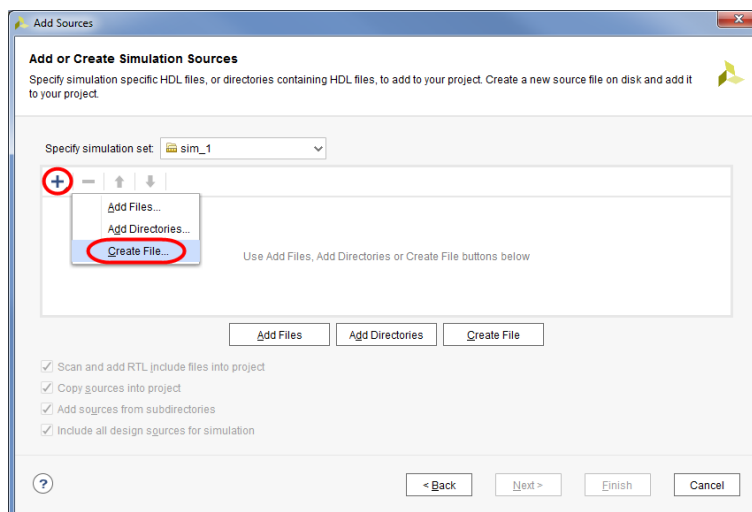 Add Sources
Add or Create Simulation Sources
Specify simulation specific HDL files, or directories containing HDL files, to add to your project. Create a new source file on disk and add it
to your project.
Specify simulation set: sim_1
Add Files...
Add Directories...
Create File...
Use Add Files, Add Directories or Create File buttons below
Add Files Add Directories Create File
Scan and add RTL include files into project
Copy sources into project
Add sources from subdirectories
Include all design sources for simulation
? < Back Next > Finish Cancel